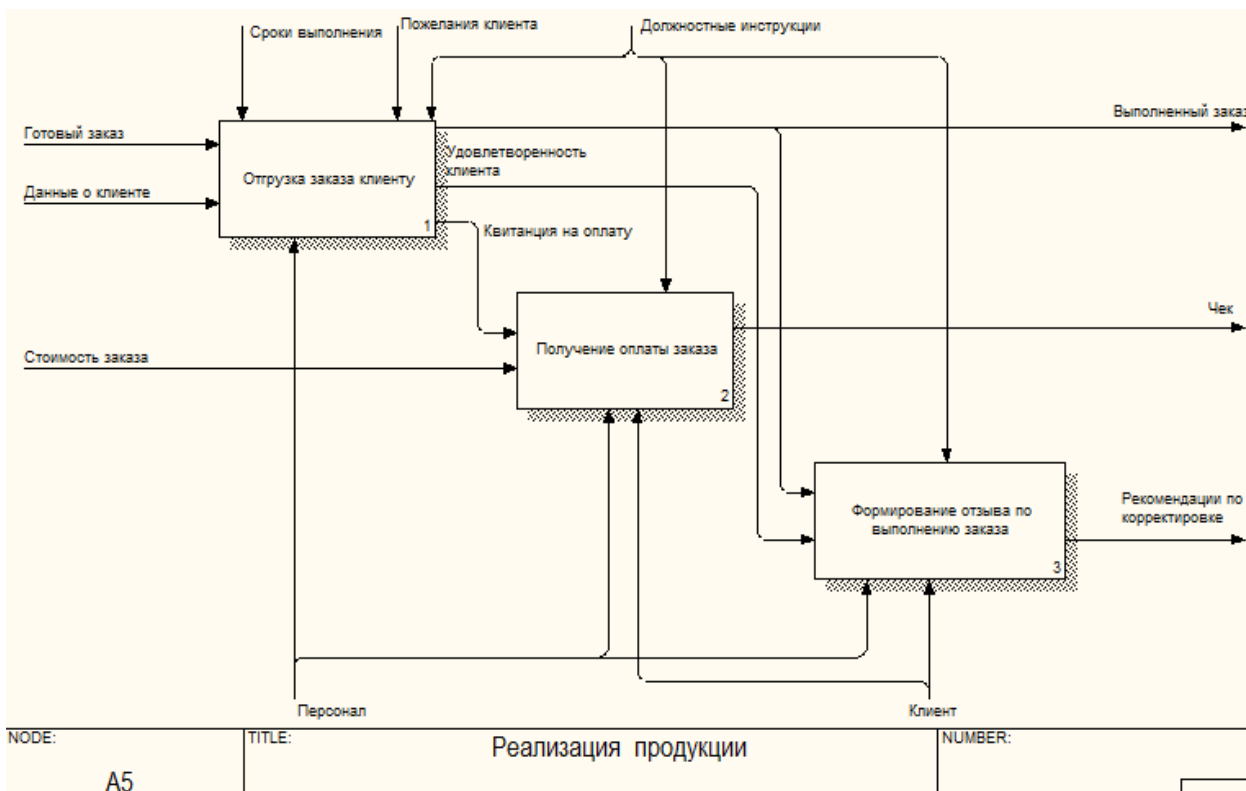 Сроки выполнения
Пожелания клиента
Должностные инструкции
Готовый заказ
Выполненный заказ
Удовлетворенность
клиента
Отгрузка заказа клиенту
Данные о клиенте
1
Квитанция на оплату
Чек
Стоимость заказа
Получение оплаты заказа
2
Рекомендации по
корректировке
Формирование отзыва по
выполнению заказа
3
Персонал
Клиент
NODE:
TITLE:
Реализация продукции
NUMBER:
A5